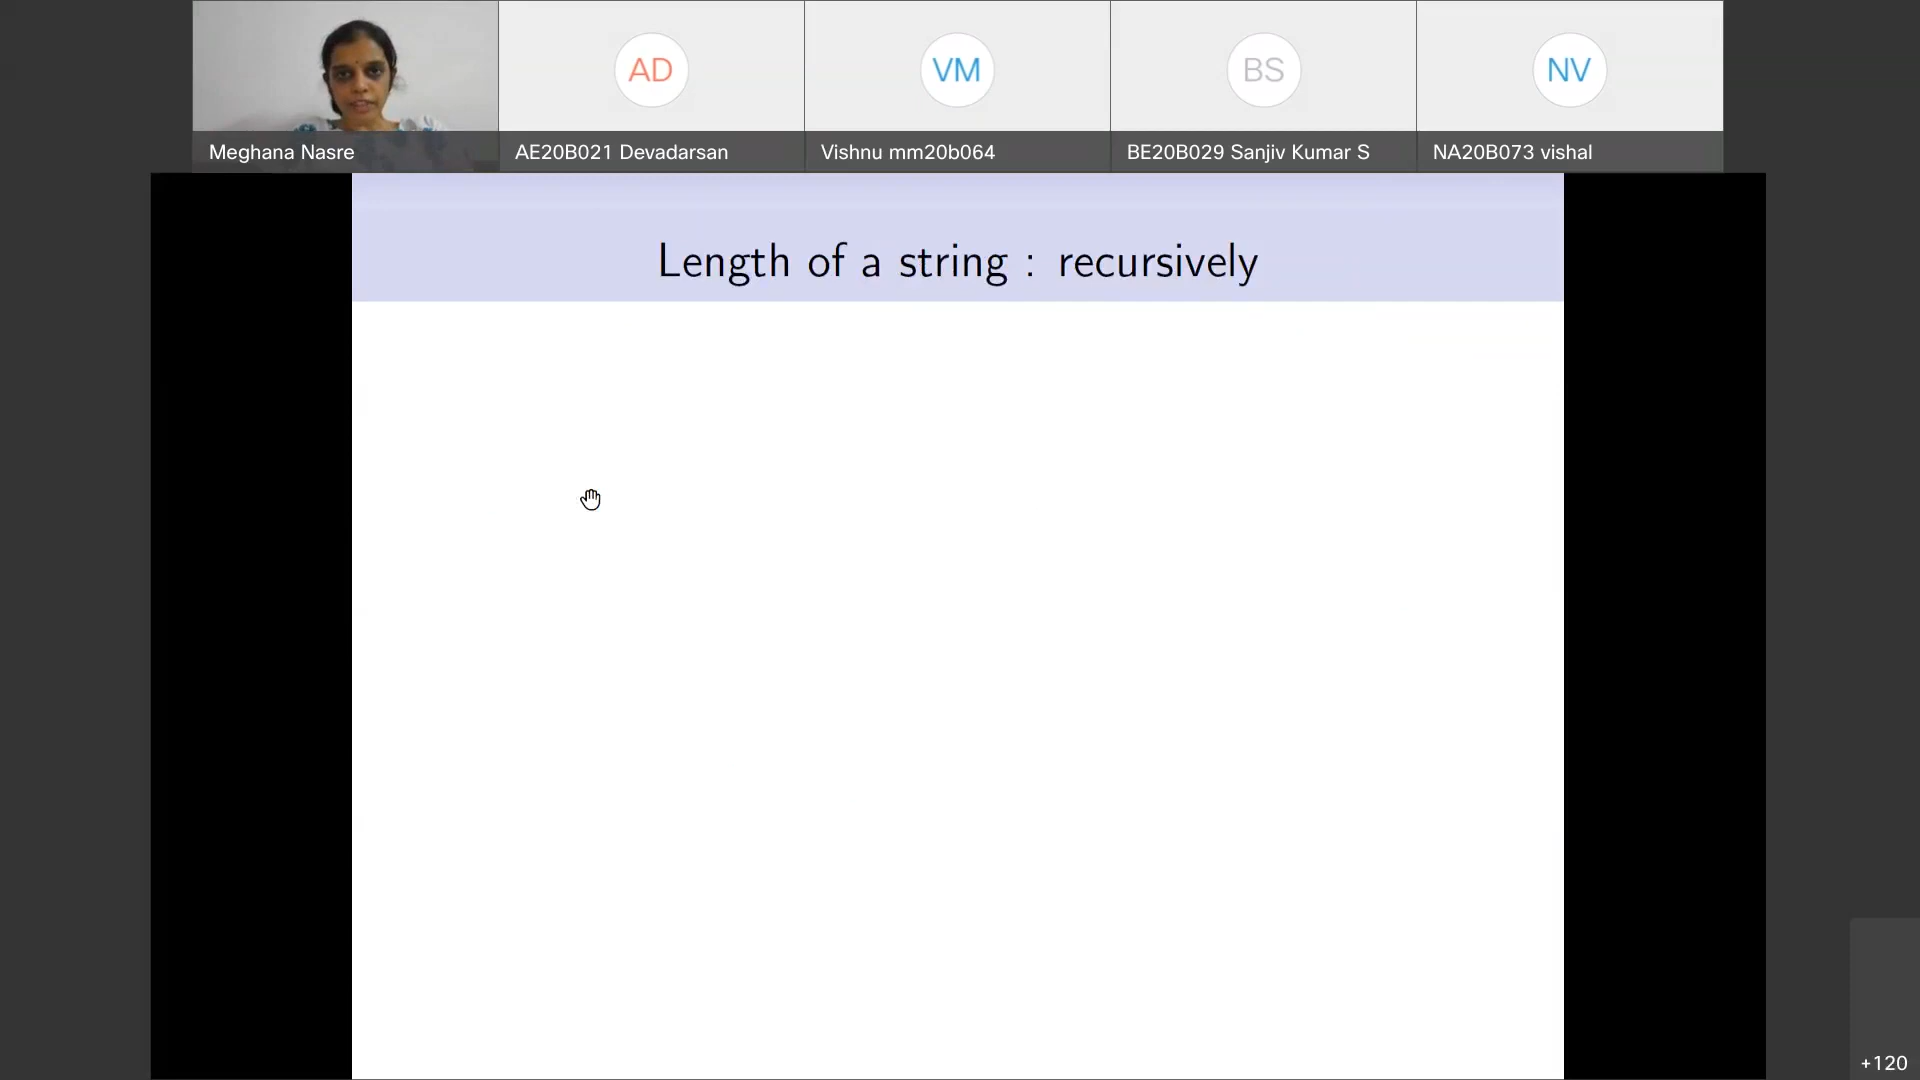 AD
VM
BS
NV
Meghana Nasre
AE20B021 Devadarsan
Vishnu mm20b064
BE20B029 Sanjiv Kumar S
NA20B073 vishal
Length of a string : recursively
+120